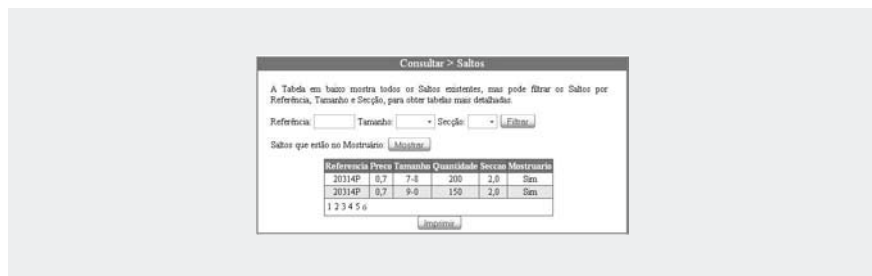 Consultar > Saltos
A Tabela em baixo mostra todos os Saltos existentes, mas pode filtrar os Saltos por
Referência, Tamanho e Secção, para obter tabelas mais detalhadas.
Referência: Tamanho: Secção: Filtrar
Saltos que estão no Mostruário: Mostrar
Referencia Preco Tamanho Quantidade Seccao Mostruario
20314P 0,7 7-8 200 2,0 Sim
20314P 0,7 9-0 150 2,0 Sim
1 2 3 4 5 6
Imprimir